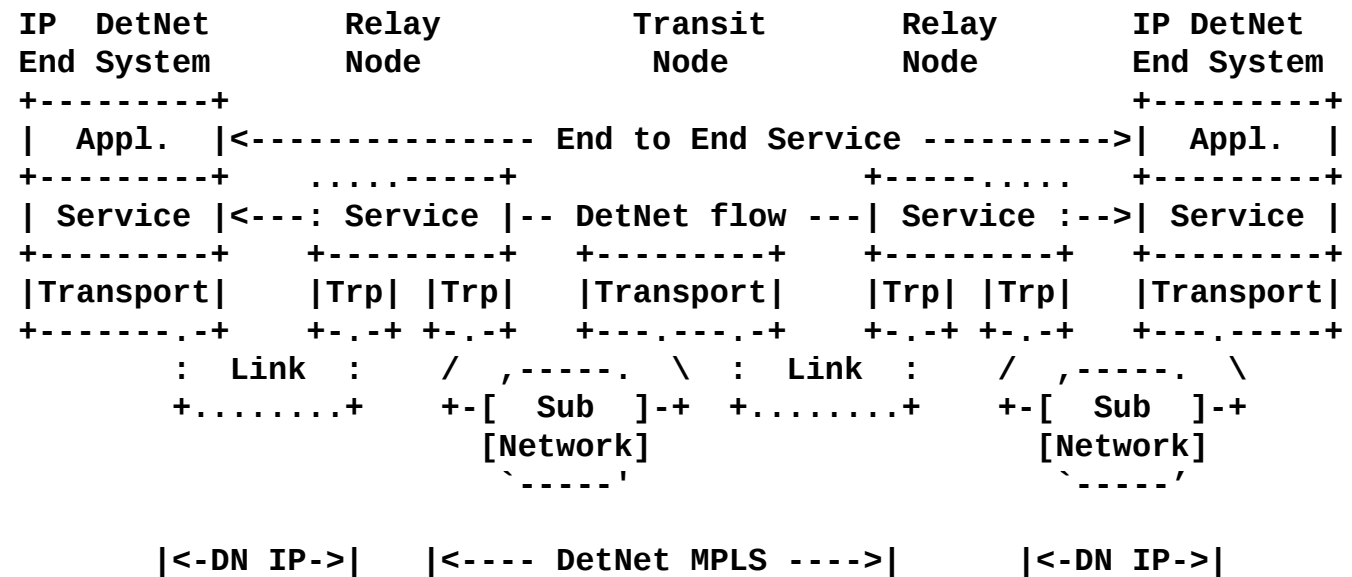 IP  DetNet        Relay            Transit       Relay       IP DetNet
End System       Node             Node         Node        End System
+---------+                                               +---------+
|  Appl.  |<--------------- End to End Service ---------->|  Appl.  |
+---------+    .....-----+                  +-----.....   +---------+
| Service |<---: Service |-- DetNet flow ---| Service :-->| Service |
+---------+    +---------+   +---------+    +---------+   +---------+
|Transport|    |Trp| |Trp|   |Transport|    |Trp| |Trp|   |Transport|
+-------.-+    +-.-+ +-.-+   +---.---.-+    +-.-+ +-.-+   +---.-----+
        :  Link  :    /  ,-----.  \  :  Link  :    /  ,-----.  \
        +........+    +-[  Sub  ]-+  +........+    +-[  Sub  ]-+
                        [Network]                    [Network]
                         `-----'                      `-----’
       |<-DN IP->|   |<---- DetNet MPLS ---->|      |<-DN IP->|